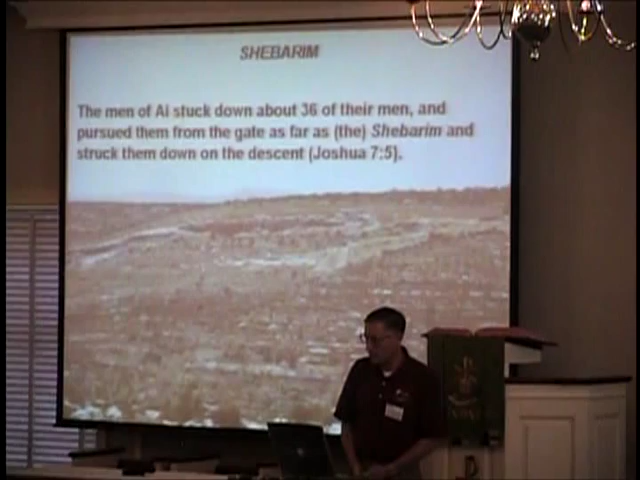 SHEBARIM
The men of Ai stuck down about 36 of their men, and
pursued them from the gate as far as (the) Shebarim and
struck them down on the descent (Joshua 7:5).